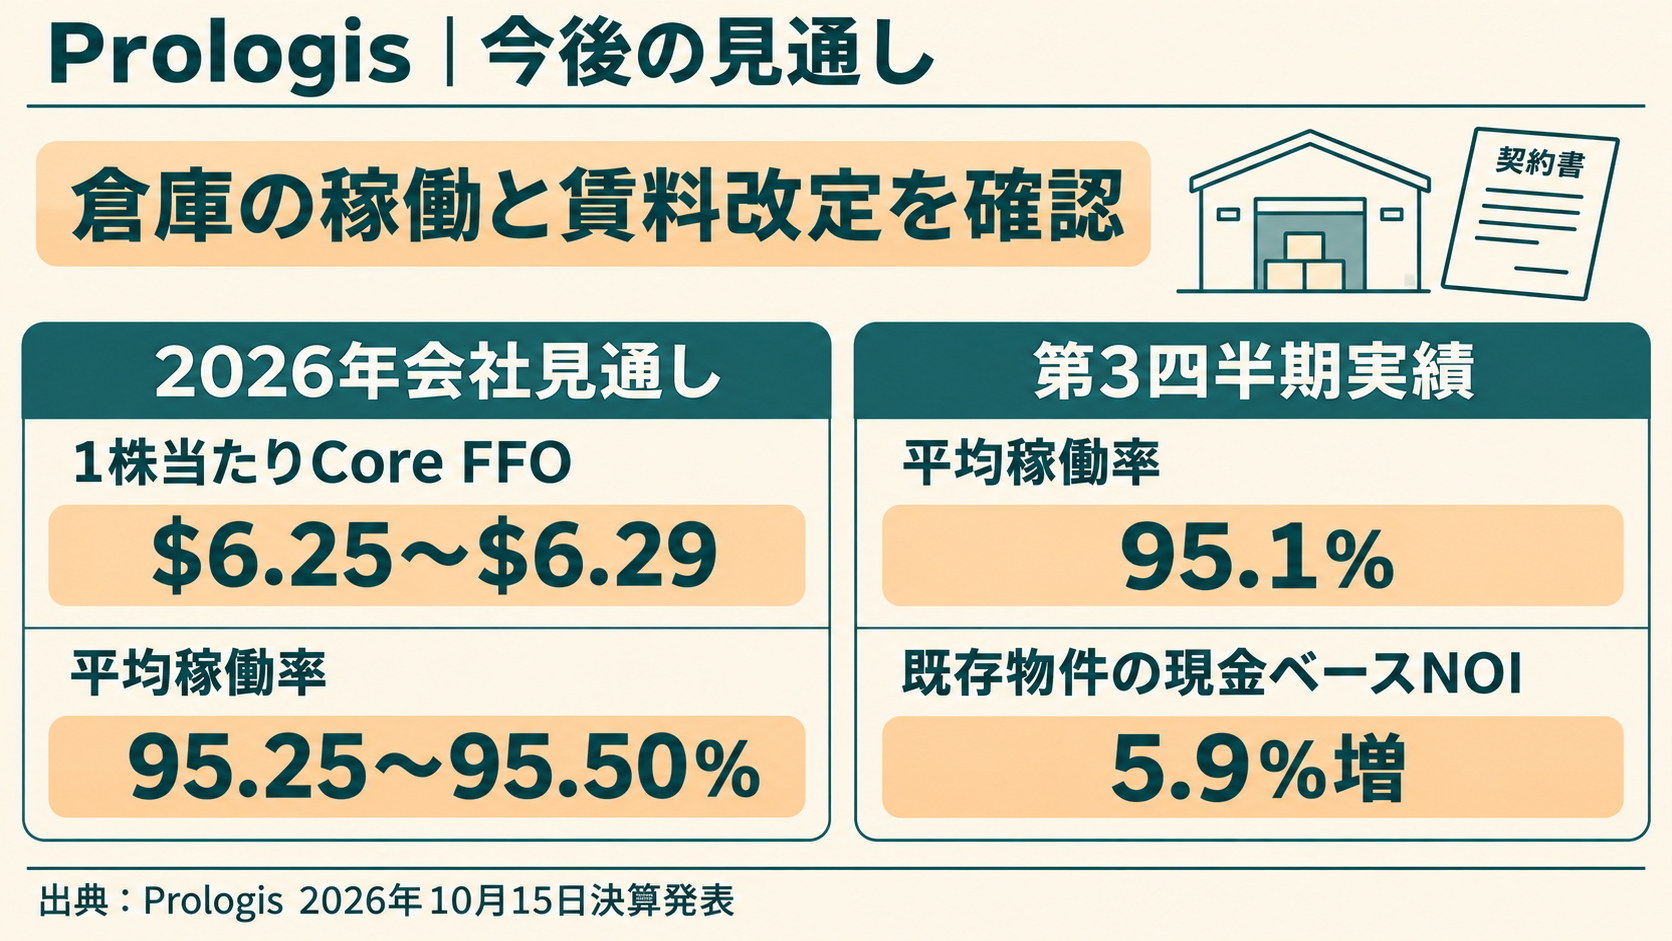 Prologis｜今後の見通し
倉庫の稼働と賃料改定を確認
契約書
2026年会社見通し
1株当たりCore FFO
$6.25～$6.29
平均稼働率
95.25～95.50%
第3四半期実績
平均稼働率
95.1%
既存物件の現金ベースNOI
5.9%増
出典：Prologis 2026年10月15日決算発表